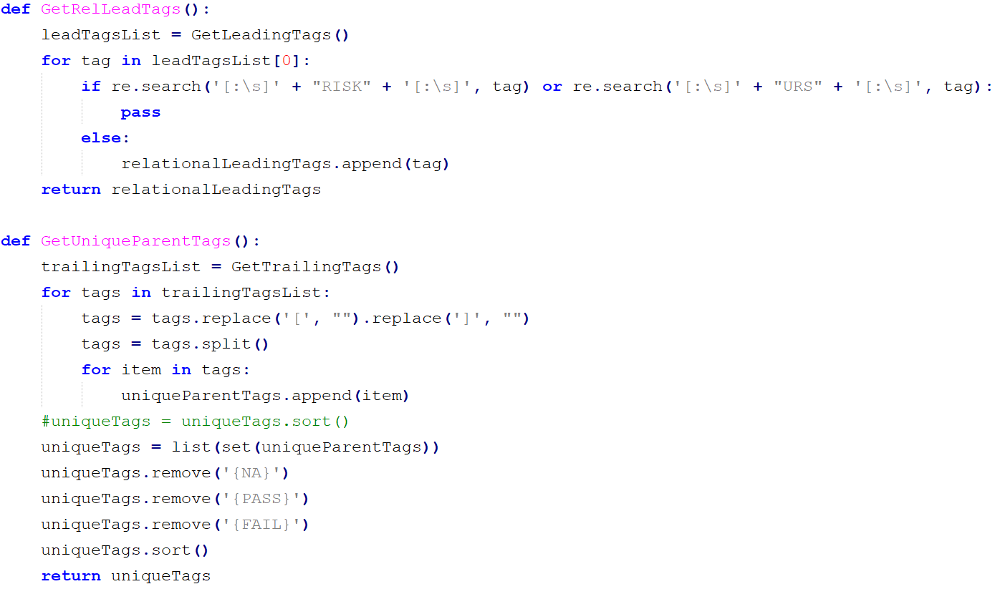 def GetRelLeadTags():
    leadTagsList = GetLeadingTags()
    for tag in leadTagsList[0]:
        if re.search('[:\s]' + "RISK" + '[:\s]', tag) or re.search('[:\s]' + "URS" + '[:\s]', tag):
            pass
        else:
            relationalLeadingTags.append(tag)
    return relationalLeadingTags

def GetUniqueParentTags():
    trailingTagsList = GetTrailingTags()
    for tags in trailingTagsList:
        tags = tags.replace('[', "").replace(']', "")
        tags = tags.split()
        for item in tags:
            uniqueParentTags.append(item)
    #uniqueTags = uniqueTags.sort()
    uniqueTags = list(set(uniqueParentTags))
    uniqueTags.remove('{NA}')
    uniqueTags.remove('{PASS}')
    uniqueTags.remove('{FAIL}')
    uniqueTags.sort()
    return uniqueTags